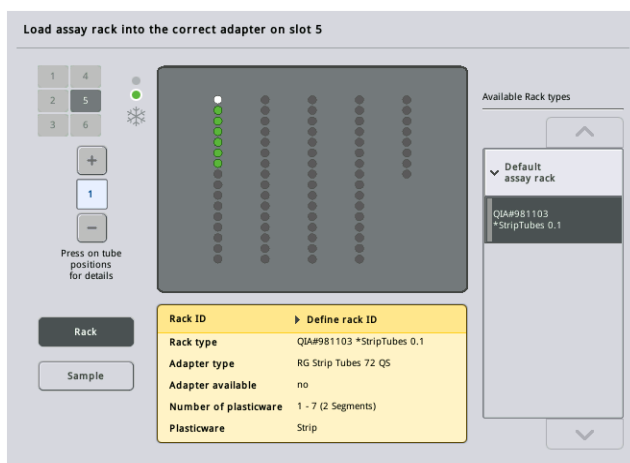 Load assay rack into the correct adapter on slot 5
1 4
2 5
3 6
+
1
−
Press on tube
positions
for details
Rack
Sample
Rack ID Define rack ID
Rack type QIA#981103 *StripTubes 0.1
Adapter type RG Strip Tubes 72 QS
Adapter available no
Number of plasticware 1 - 7 (2 Segments)
Plasticware Strip
Available Rack types
Default
assay rack
QIA#981103
*StripTubes 0.1